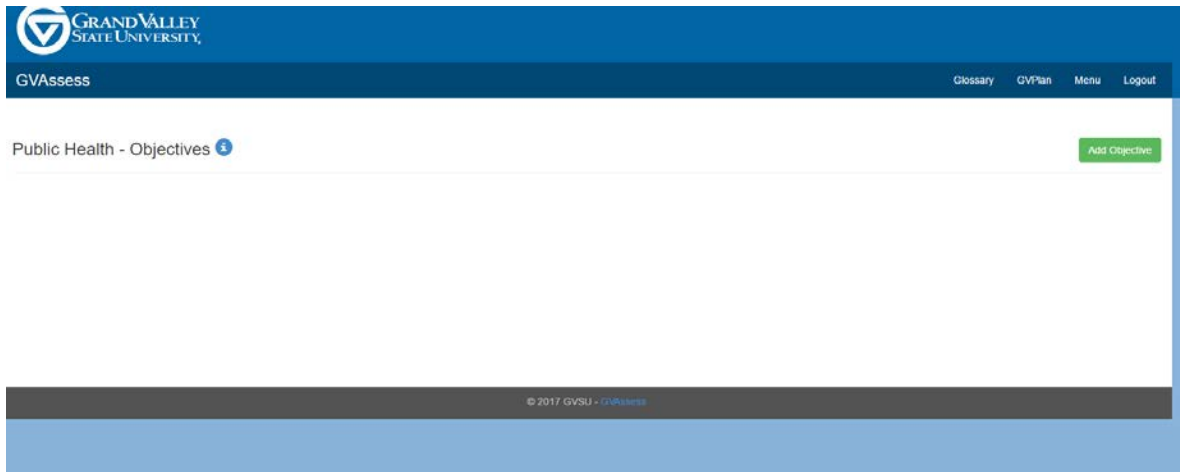 GRAND VALLEY
STATE UNIVERSITY
GVAssess Glossary GVPlan Menu Logout
Public Health - Objectives
Add Objective
© 2017 GVSU - GVAssess